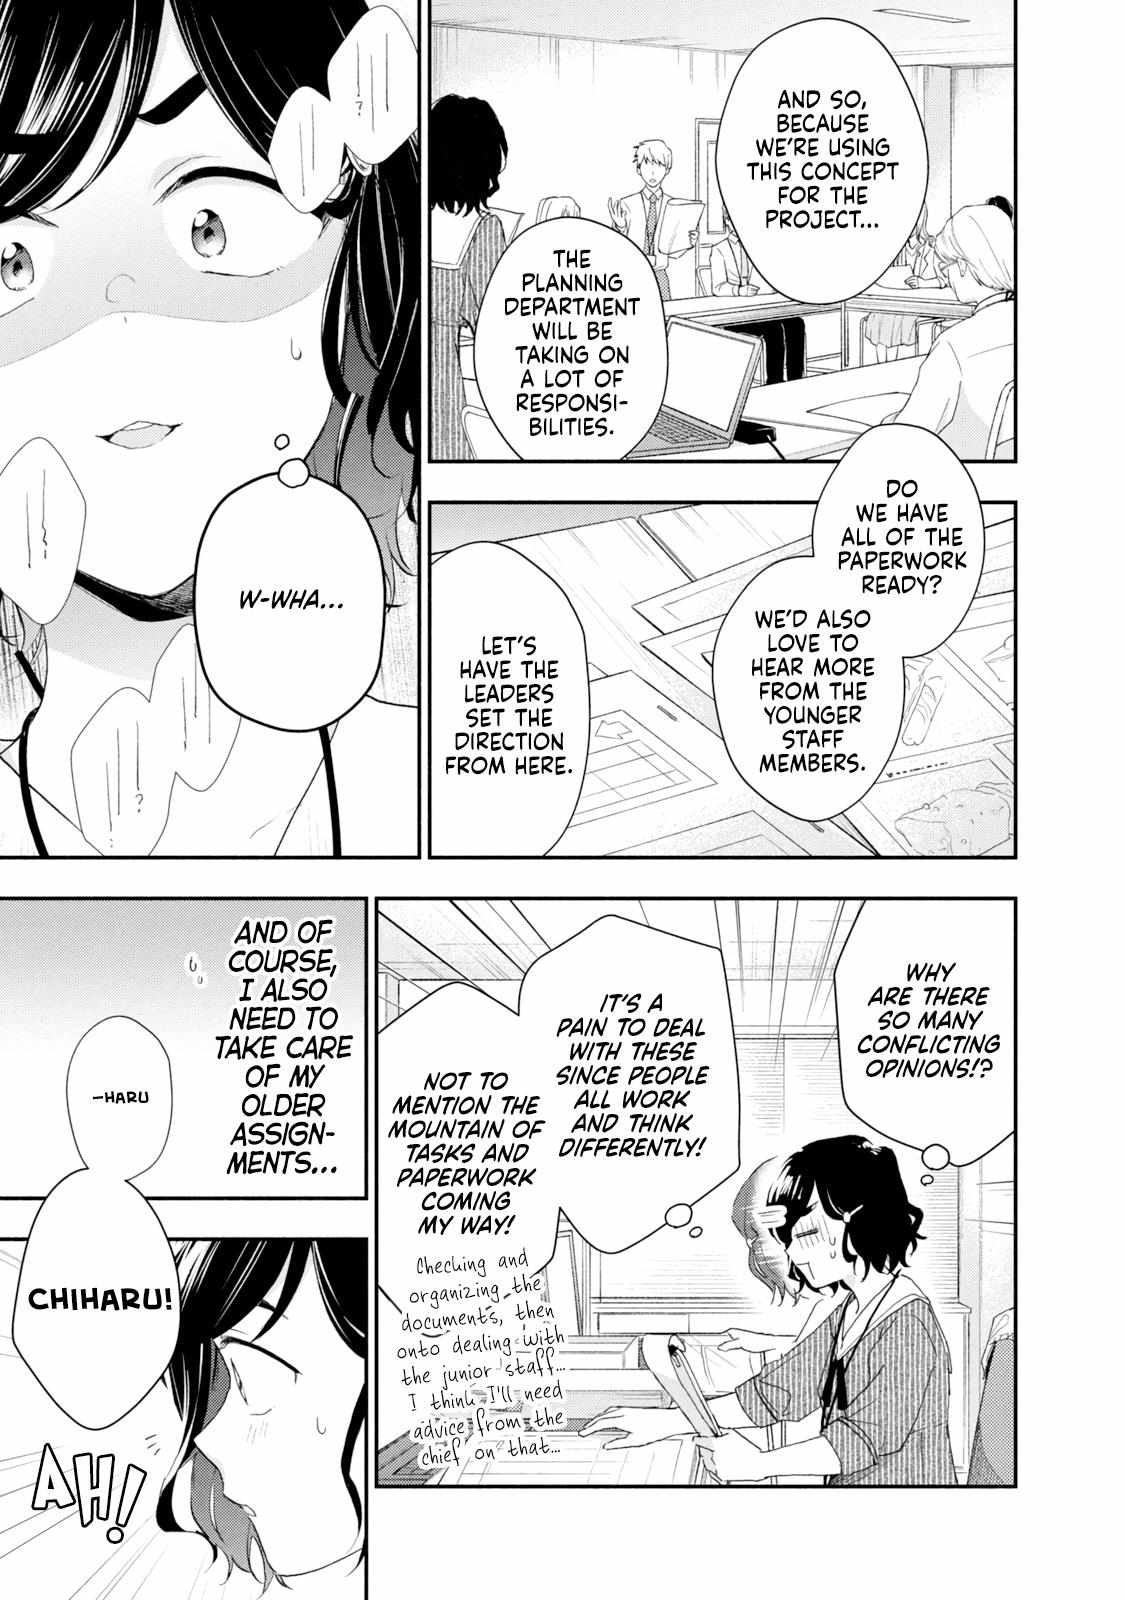 AND SO,
BECAUSE
WE'RE USING
THIS CONCEPT
FOR THE
PROJECT...
THE
PLANNING
DEPARTMENT
WILL BE
TAKING ON
A LOT OF
RESPONSI-
BILITIES.
DO
WE HAVE
ALL OF THE
PAPERWORK
READY?
WE'D ALSO
LOVE TO
HEAR MORE
FROM THE
YOUNGER
STAFF
MEMBERS.
LET'S
HAVE THE
LEADERS
SET THE
DIRECTION
FROM HERE.
?
W-WHA...
?
WHY
ARE THERE
SO MANY
CONFLICTING
OPINIONS!?
IT'S A
PAIN TO DEAL
WITH THESE
SINCE PEOPLE
ALL WORK
AND THINK
DIFFERENTLY!
NOT TO
MENTION THE
MOUNTAIN OF
TASKS AND
PAPERWORK
COMING
MY WAY!
Checking and
organizing the
documents, then
onto dealing with
the junior staff...
I think I'll need
advice from the
chief on that...
AND OF
COURSE,
I ALSO
NEED TO
TAKE CARE
OF MY
OLDER
ASSIGN-
MENTS...
-HARU
CHIHARU!
AH!